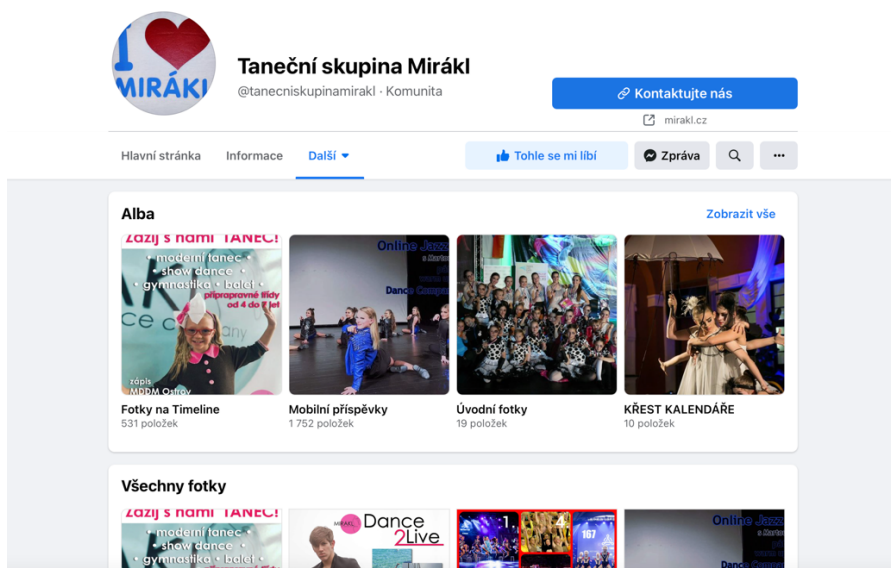 I
MIRÁKL
Taneční skupina Mirákl
@tanecniskupinamirakl · Komunita
Kontaktujte nás
mirakl.cz
Hlavní stránka Informace Další
Tohle se mi líbí Zpráva
Alba
Zobrazit vše
Zažij s námi TANEC!
• moderní tanec •
• show dance •
• gymnastika • balet •
přípravné třídy
od 4 do 7 let
zápis
MDDM Ostrov
Online Jazz
Dance
Fotky na Timeline
531 položek
Mobilní příspěvky
1 752 položek
Úvodní fotky
19 položek
KŘEST KALENDÁŘE
10 položek
Všechny fotky
Zažij s námi TANEC!
• moderní tanec •
• show dance •
• gymnastika • balet •
MIRÁKL Dance
2Live
1.
4.
167
Online Jazz
Dance